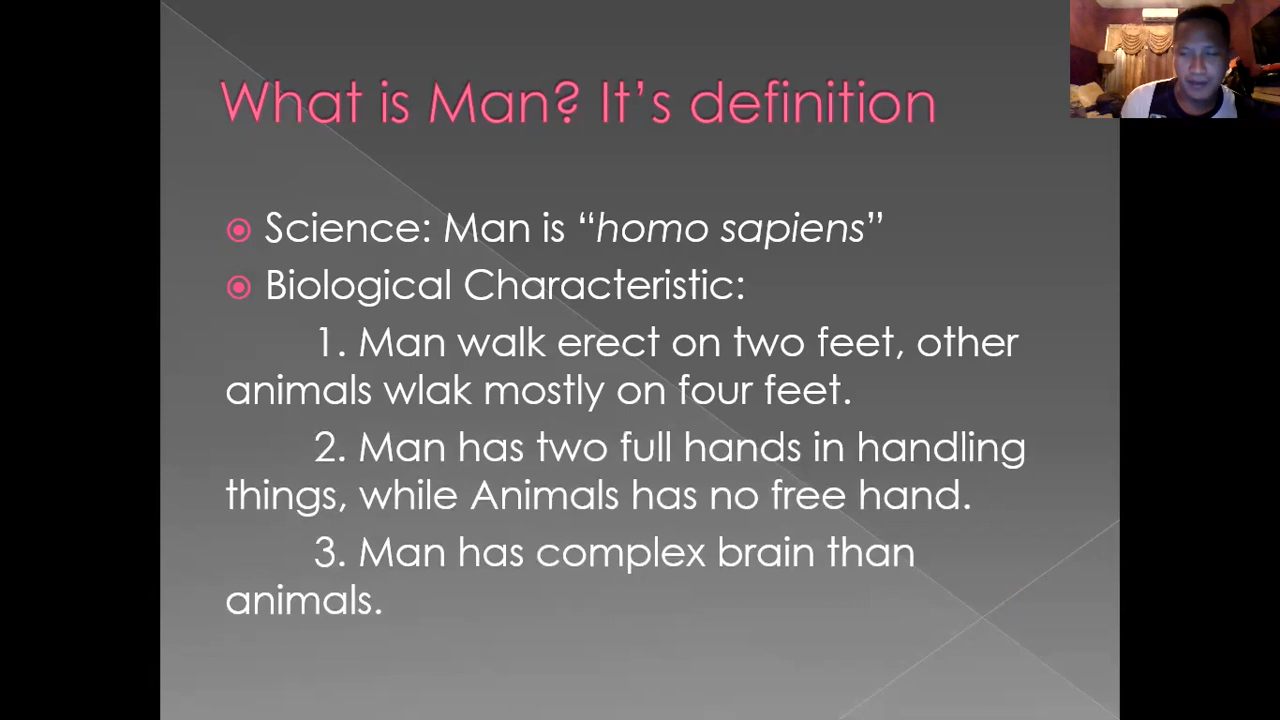 What is Man? It’s definition
Science: Man is “homo sapiens”
Biological Characteristic:
1. Man walk erect on two feet, other
animals wlak mostly on four feet.
2. Man has two full hands in handling
things, while Animals has no free hand.
3. Man has complex brain than
animals.